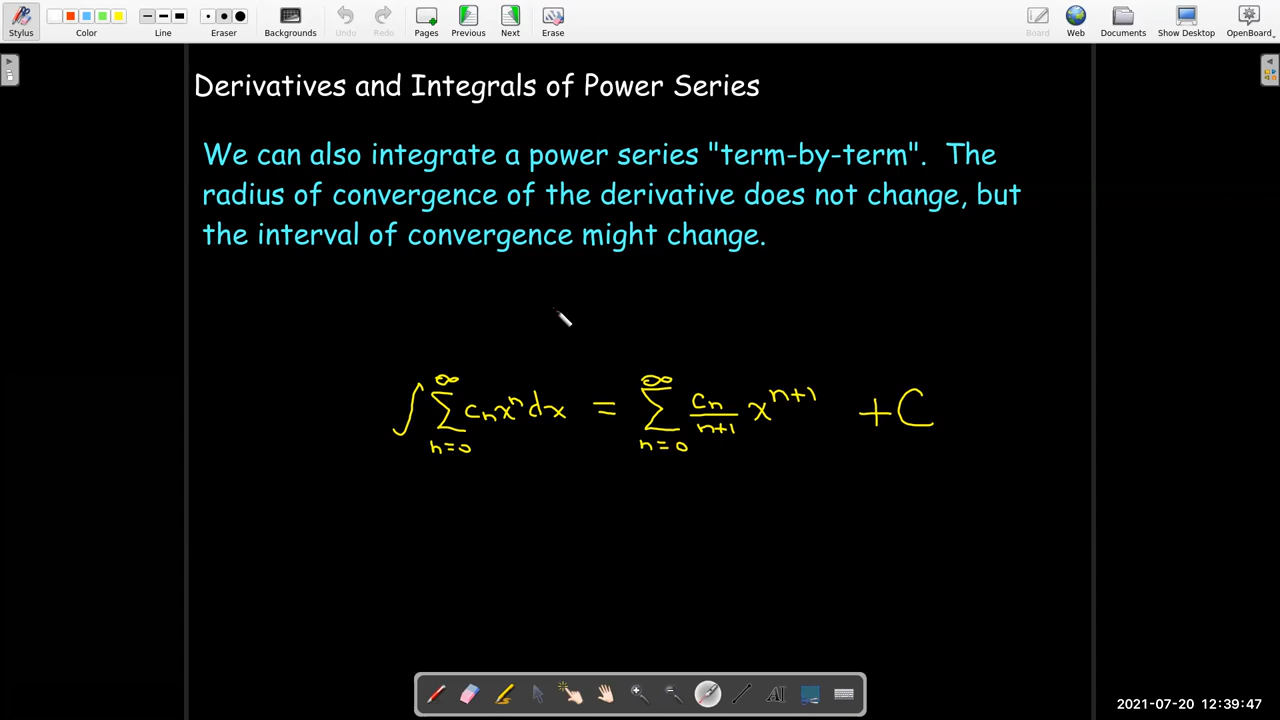 Stylus Color Line Eraser Backgrounds Undo Redo Pages Previous Next Erase Board Web Documents Show Desktop OpenBoard
Derivatives and Integrals of Power Series
We can also integrate a power series "term-by-term". The
radius of convergence of the derivative does not change, but
the interval of convergence might change.
∫ ∞∑n=0 cₙxⁿdx = ∞∑n=0 cₙ/n+1 xⁿ⁺¹ + C
2021-07-20 12:39:47